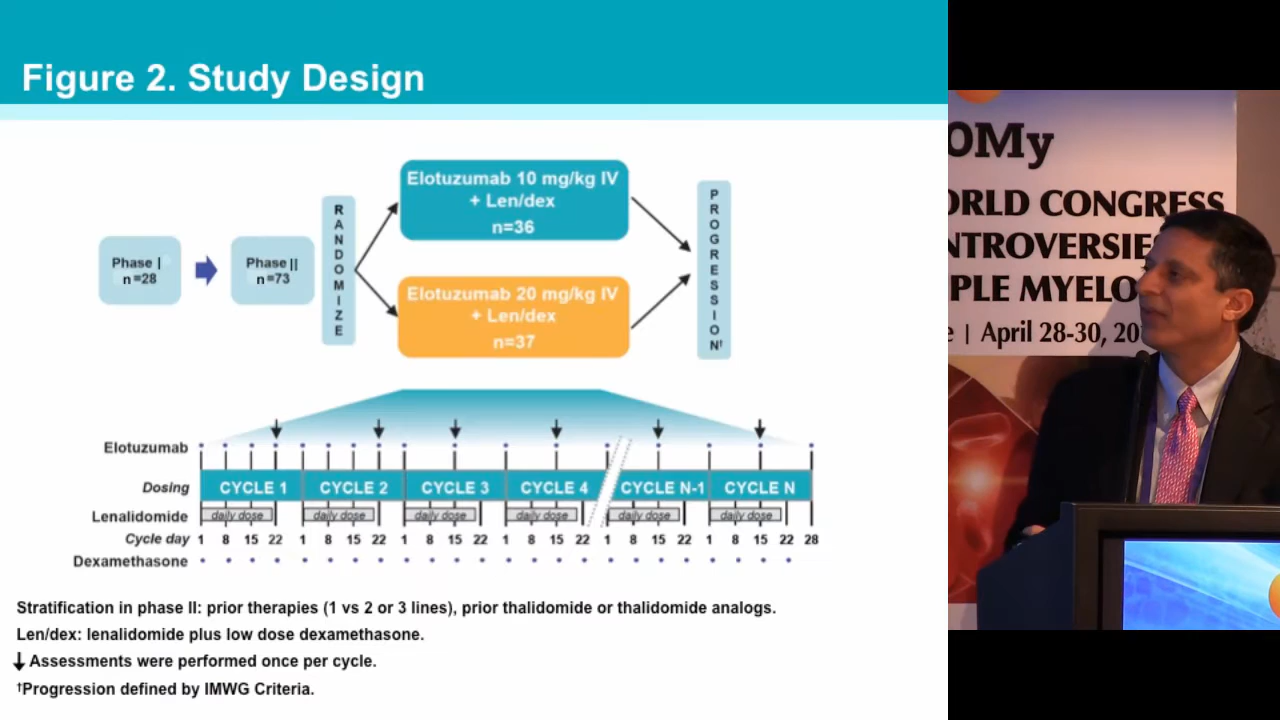 Figure 2. Study Design
Phase I
n=28
Phase II
n=73
RANDOMIZE
Elotuzumab 10 mg/kg IV
+ Len/dex
n=36
Elotuzumab 20 mg/kg IV
+ Len/dex
n=37
PROGRESSION†
Elotuzumab
Dosing CYCLE 1 CYCLE 2 CYCLE 3 CYCLE 4 CYCLE N-1 CYCLE N
Lenalidomide daily dose daily dose daily dose daily dose daily dose daily dose
Cycle day 1 8 15 22 1 8 15 22 1 8 15 22 1 8 15 22 1 8 15 22 1 8 15 22 28
Dexamethasone
Stratification in phase II: prior therapies (1 vs 2 or 3 lines), prior thalidomide or thalidomide analogs.
Len/dex: lenalidomide plus low dose dexamethasone.
Assessments were performed once per cycle.
†Progression defined by IMWG Criteria.
OMy
ORLD CONGRESS
NTROVERSIE
PLE MYELO
e | April 28-30, 20